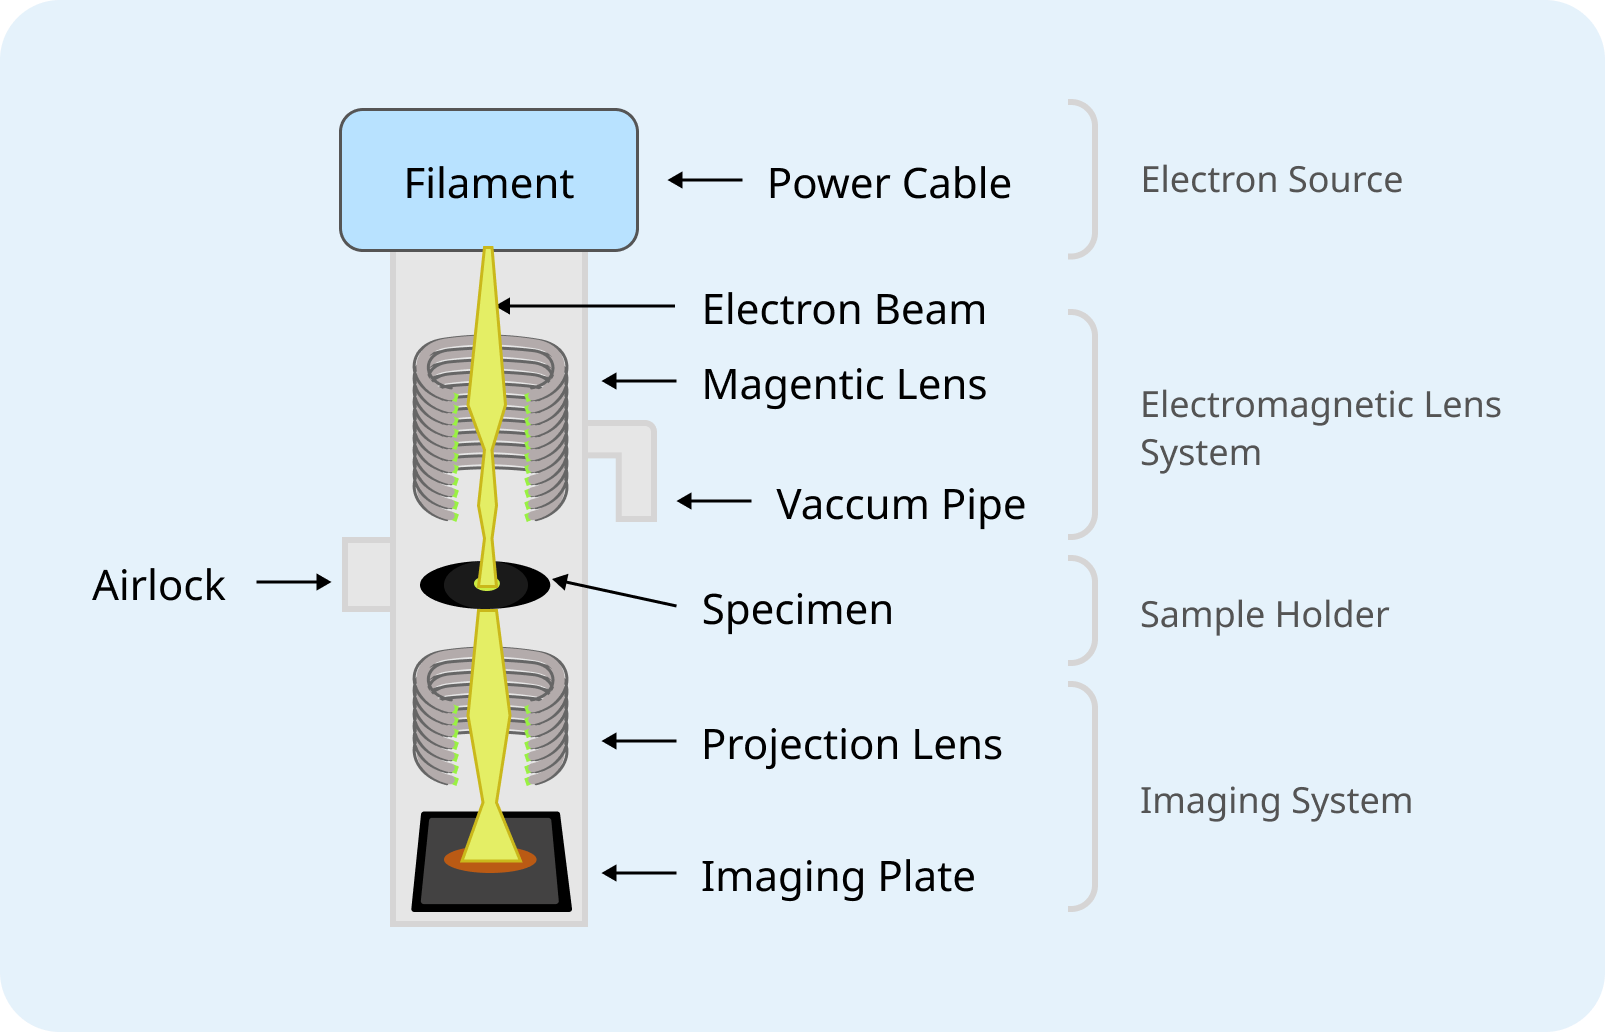 Filament
Power Cable
Electron Source
Electron Beam
Magentic Lens
Electromagnetic Lens
System
Vaccum Pipe
Airlock
Specimen
Sample Holder
Projection Lens
Imaging System
Imaging Plate